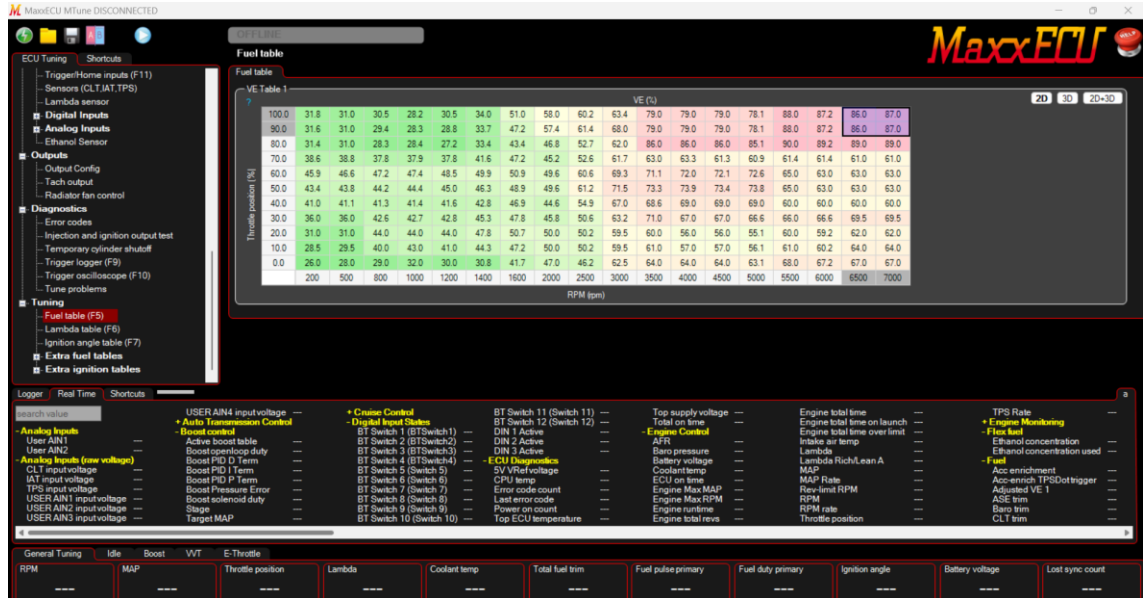 MaxxECU MTune DISCONNECTED
OFFLINE
MaxxECU
HELP
ECU Tuning Shortcuts
Trigger/Home inputs (F11)
Sensors (CLT,IAT,TPS)
Lambda sensor
Digital Inputs
Analog Inputs
Ethanol Sensor
Outputs
Output Config
Tach output
Radiator fan control
Diagnostics
Error codes
Injection and ignition output test
Temporary cylinder shutoff
Trigger logger (F9)
Trigger oscilloscope (F10)
Tune problems
Tuning
Fuel table (F5)
Lambda table (F6)
Ignition angle table (F7)
Extra fuel tables
Extra ignition tables
Fuel table
Fuel table
VE Table 1
?
VE (%)
2D 3D 2D+3D
Throttle position (%)
100.0 31.8 31.0 30.5 28.2 30.5 34.0 51.0 58.0 60.2 63.4 79.0 79.0 79.0 78.1 88.0 87.2 86.0 87.0
90.0 31.6 31.0 29.4 28.3 28.8 33.7 47.2 57.4 61.4 68.0 79.0 79.0 79.0 78.1 88.0 87.2 86.0 87.0
80.0 31.4 31.0 28.3 28.4 27.2 33.4 43.4 46.8 52.7 62.0 86.0 86.0 86.0 85.1 90.0 89.2 89.0 89.0
70.0 38.6 38.8 37.8 37.9 37.8 41.6 47.2 45.2 52.6 61.7 63.0 63.3 61.3 60.9 61.4 61.4 61.0 61.0
60.0 45.9 46.6 47.2 47.4 48.5 49.9 50.9 49.6 60.6 69.3 71.1 72.0 72.1 72.6 65.0 63.0 63.0 63.0
50.0 43.4 43.8 44.2 44.4 45.0 46.3 48.9 49.6 61.2 71.5 73.3 73.9 73.4 73.8 65.0 63.0 63.0 63.0
40.0 41.0 41.1 41.3 41.4 41.6 42.8 46.9 44.6 54.9 67.0 68.6 69.0 69.0 69.0 60.0 60.0 60.0 60.0
30.0 36.0 36.0 42.6 42.7 42.8 45.3 47.8 45.8 50.6 63.2 71.0 67.0 67.0 66.6 66.0 66.6 69.5 69.5
20.0 31.0 31.0 44.0 44.0 44.0 47.8 50.7 50.0 50.2 59.5 60.0 56.0 56.0 55.1 60.0 59.2 62.0 62.0
10.0 28.5 29.5 40.0 43.0 41.0 44.3 47.2 50.0 50.2 59.5 61.0 57.0 57.0 56.1 61.0 60.2 64.0 64.0
0.0 26.0 28.0 29.0 32.0 30.0 30.8 41.7 47.0 46.2 62.5 64.0 64.0 64.0 63.1 68.0 67.2 67.0 67.0
200 500 800 1000 1200 1400 1600 2000 2500 3000 3500 4000 4500 5000 5500 6000 6500 7000
RPM (rpm)
Logger Real Time Shortcuts
a
search value
- Analog Inputs
User AIN1 ---
User AIN2 ---
- Analog Inputs (raw voltage)
CLT input voltage ---
IAT input voltage ---
TPS input voltage ---
USER AIN1 input voltage ---
USER AIN2 input voltage ---
USER AIN3 input voltage ---
USER AIN4 input voltage ---
+ Auto Transmission Control
- Boost control
Active boost table ---
Boost openloop duty ---
Boost PID D Term ---
Boost PID I Term ---
Boost PID P Term ---
Boost Pressure Error ---
Boost solenoid duty ---
Stage ---
Target MAP ---
+ Cruise Control
- Digital Input States
BT Switch 1 (BTSwitch1) ---
BT Switch 2 (BTSwitch2) ---
BT Switch 3 (BTSwitch3) ---
BT Switch 4 (BTSwitch4) ---
BT Switch 5 (Switch 5) ---
BT Switch 6 (Switch 6) ---
BT Switch 7 (Switch 7) ---
BT Switch 8 (Switch 8) ---
BT Switch 9 (Switch 9) ---
BT Switch 10 (Switch 10) ---
BT Switch 11 (Switch 11) ---
BT Switch 12 (Switch 12) ---
DIN 1 Active ---
DIN 2 Active ---
DIN 3 Active ---
- ECU Diagnostics
5V VRef voltage ---
CPU temp ---
Error code count ---
Last error code ---
Power on count ---
Top ECU temperature ---
Top supply voltage ---
Total on time ---
- Engine Control
AFR ---
Baro pressure ---
Battery voltage ---
Coolant temp ---
ECU on time ---
Engine Max MAP ---
Engine Max RPM ---
Engine runtime ---
Engine total revs ---
Engine total time ---
Engine total time on launch ---
Engine total time over limit ---
Intake air temp ---
Lambda ---
Lambda Rich/Lean A ---
MAP ---
MAP Rate ---
Rev-limit RPM ---
RPM ---
RPM rate ---
Throttle position ---
TPS Rate ---
+ Engine Monitoring
- Flex fuel
Ethanol concentration ---
Ethanol concentration used ---
- Fuel
Acc enrichment ---
Acc-enrich TPSDot trigger ---
Adjusted VE 1 ---
ASE trim ---
Baro trim ---
CLT trim ---
General Tuning Idle Boost VVT E-Throttle
RPM MAP Throttle position Lambda Coolant temp Total fuel trim Fuel pulse primary Fuel duty primary Ignition angle Battery voltage Lost sync count
--- --- --- --- --- --- --- --- --- --- ---